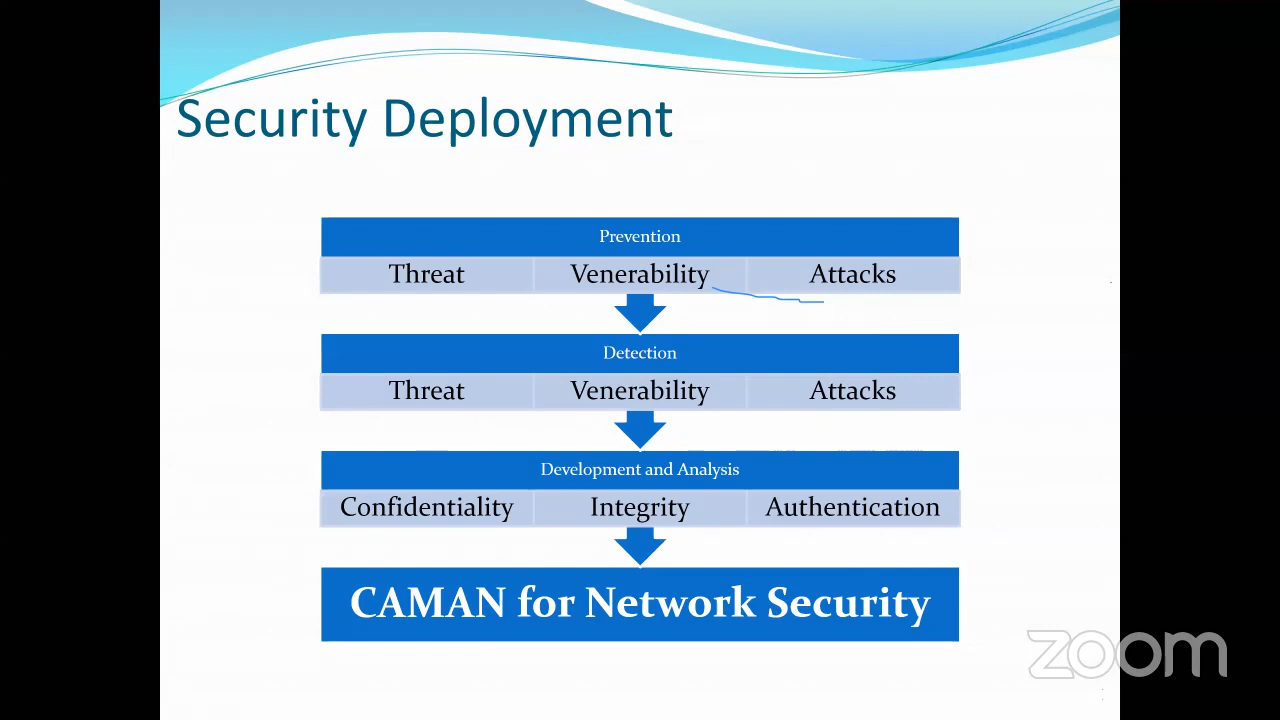 Security Deployment
Prevention
Threat Venerability Attacks
Detection
Threat Venerability Attacks
Development and Analysis
Confidentiality Integrity Authentication
CAMAN for Network Security
zoom